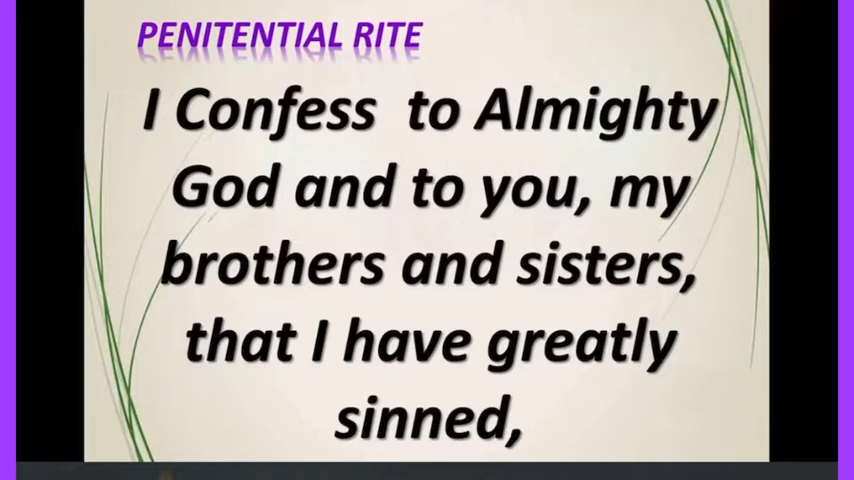 PENITENTIAL RITE
I Confess to Almighty
God and to you, my
brothers and sisters,
that I have greatly
sinned,